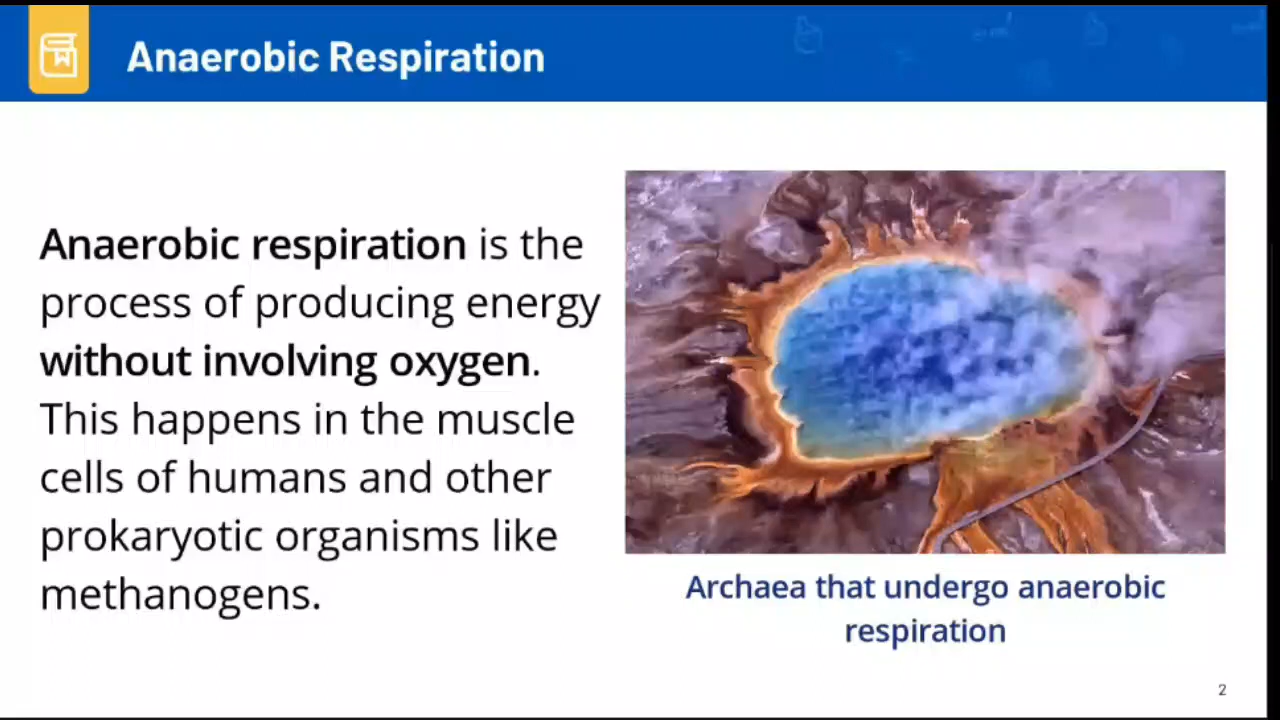 Anaerobic Respiration
Anaerobic respiration is the
process of producing energy
without involving oxygen.
This happens in the muscle
cells of humans and other
prokaryotic organisms like
methanogens.
Archaea that undergo anaerobic
respiration
2